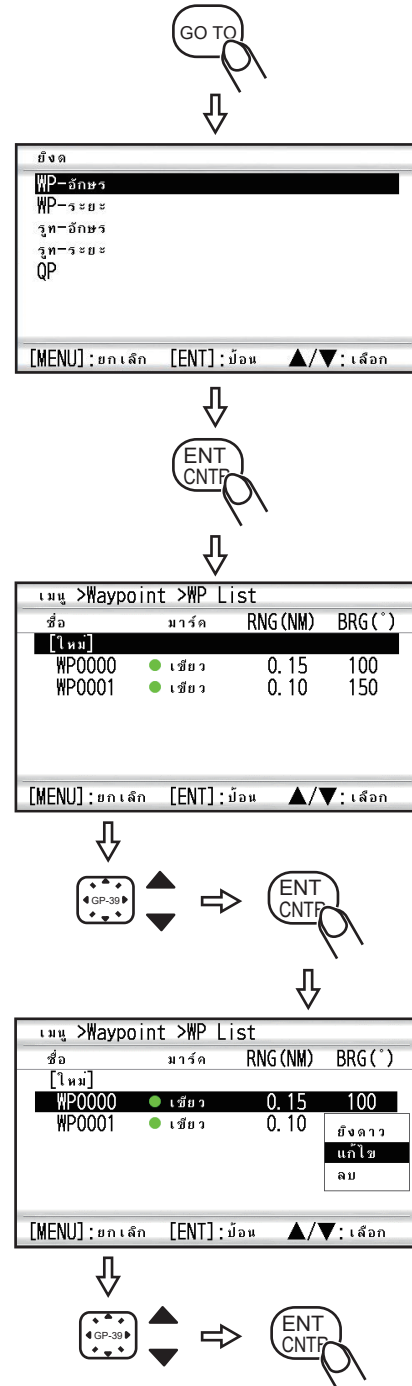 GO TO
ยิงด
WP-อักษร
WP-ระยะ
รูท-อักษร
รูท-ระยะ
QP
[MENU]:ยกเลิก [ENT]:ป้อน ▲/▼:เลือก
ENT
CNTR
เมนู >Waypoint >WP List
ชื่อ มาร์ค RNG(NM) BRG(°)
[ใหม่]
WP0000 เขียว 0.15 100
WP0001 เขียว 0.10 150
[MENU]:ยกเลิก [ENT]:ป้อน ▲/▼:เลือก
GP-39
ENT
CNTR
เมนู >Waypoint >WP List
ชื่อ มาร์ค RNG(NM) BRG(°)
[ใหม่]
WP0000 เขียว 0.15 100
WP0001 เขียว 0.10
ยิงดาว
แก้ไข
ลบ
[MENU]:ยกเลิก [ENT]:ป้อน ▲/▼:เลือก
GP-39
ENT
CNTR